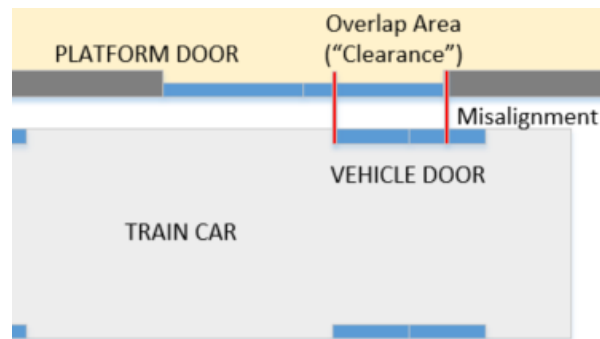 Overlap Area
PLATFORM DOOR
(“Clearance”)
Misalignment
VEHICLE DOOR
TRAIN CAR